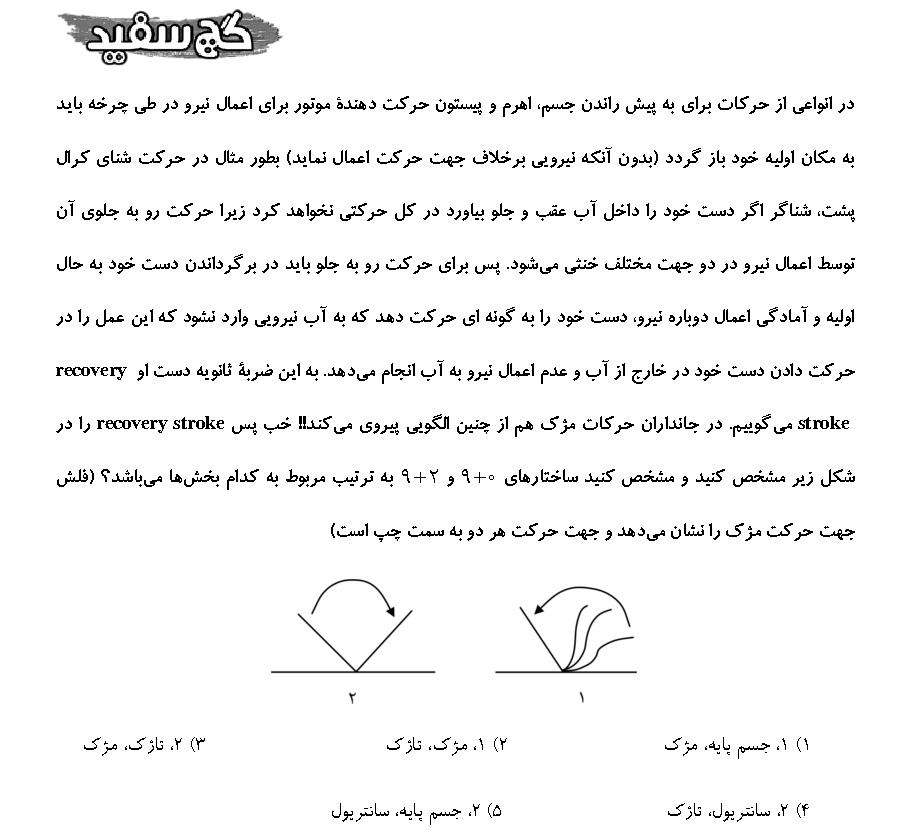 گچ سفید
در انواعی از حرکات برای به پیش راندن جسم، اهرم و پیستون حرکت دهندهٔ موتور برای اعمال نیرو در طی چرخه باید
به مکان اولیه خود باز گردد (بدون آنکه نیرویی برخلاف جهت حرکت اعمال نماید) بطور مثال در حرکت شنای کرال
پشت، شناگر اگر دست خود را داخل آب عقب و جلو بیاورد در کل حرکتی نخواهد کرد زیرا حرکت رو به جلوی آن
توسط اعمال نیرو در دو جهت مختلف خنثی می‌شود. پس برای حرکت رو به جلو باید در برگرداندن دست خود به حال
اولیه و آمادگی اعمال دوباره نیرو، دست خود را به گونه ای حرکت دهد که به آب نیرویی وارد نشود که این عمل را در
حرکت دادن دست خود در خارج از آب و عدم اعمال نیرو به آب انجام می‌دهد. به این ضربهٔ ثانویه دست او recovery
stroke می‌گوییم. در جانداران حرکات مژک هم از چنین الگویی پیروی می‌کند!! خب پس recovery stroke را در
شکل زیر مشخص کنید و مشخص کنید ساختارهای ۹+۰ و ۹+۲ به ترتیب مربوط به کدام بخش‌ها می‌باشد؟ (فلش
جهت حرکت مژک را نشان می‌دهد و جهت حرکت هر دو به سمت چپ است)
۲ ۱
۱) ۱، جسم پایه، مژک ۲) ۱، مژک، تاژک ۳) ۲، تاژک، مژک
۴) ۲، سانتریول، تاژک ۵) ۲، جسم پایه، سانتریول